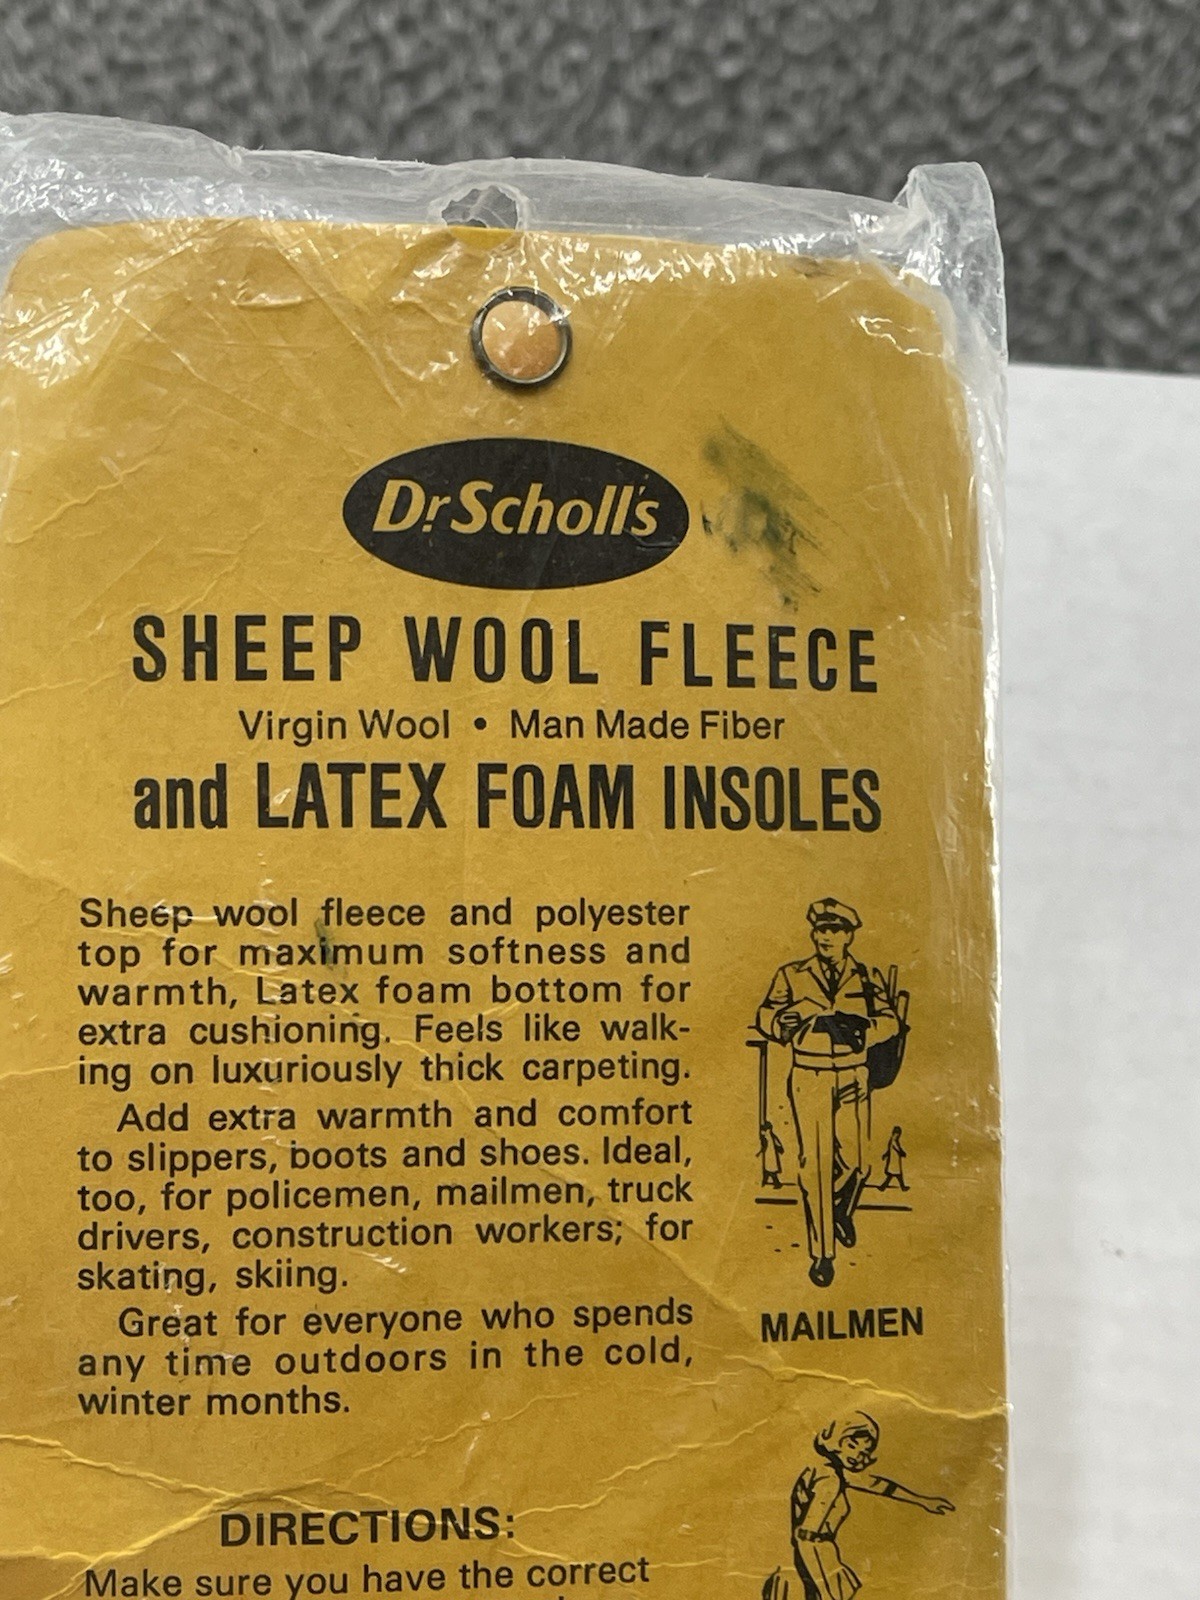 Dr. Scholl's
SHEEP WOOL FLEECE
Virgin Wool • Man Made Fiber
and LATEX FOAM INSOLES
Sheep wool fleece and polyester
top for maximum softness and
warmth, Latex foam bottom for
extra cushioning. Feels like walk-
ing on luxuriously thick carpeting.
Add extra warmth and comfort
to slippers, boots and shoes. Ideal,
too, for policemen, mailmen, truck
drivers, construction workers; for
skating, skiing.
Great for everyone who spends
any time outdoors in the cold,
winter months.
MAILMEN
DIRECTIONS:
Make sure you have the correct